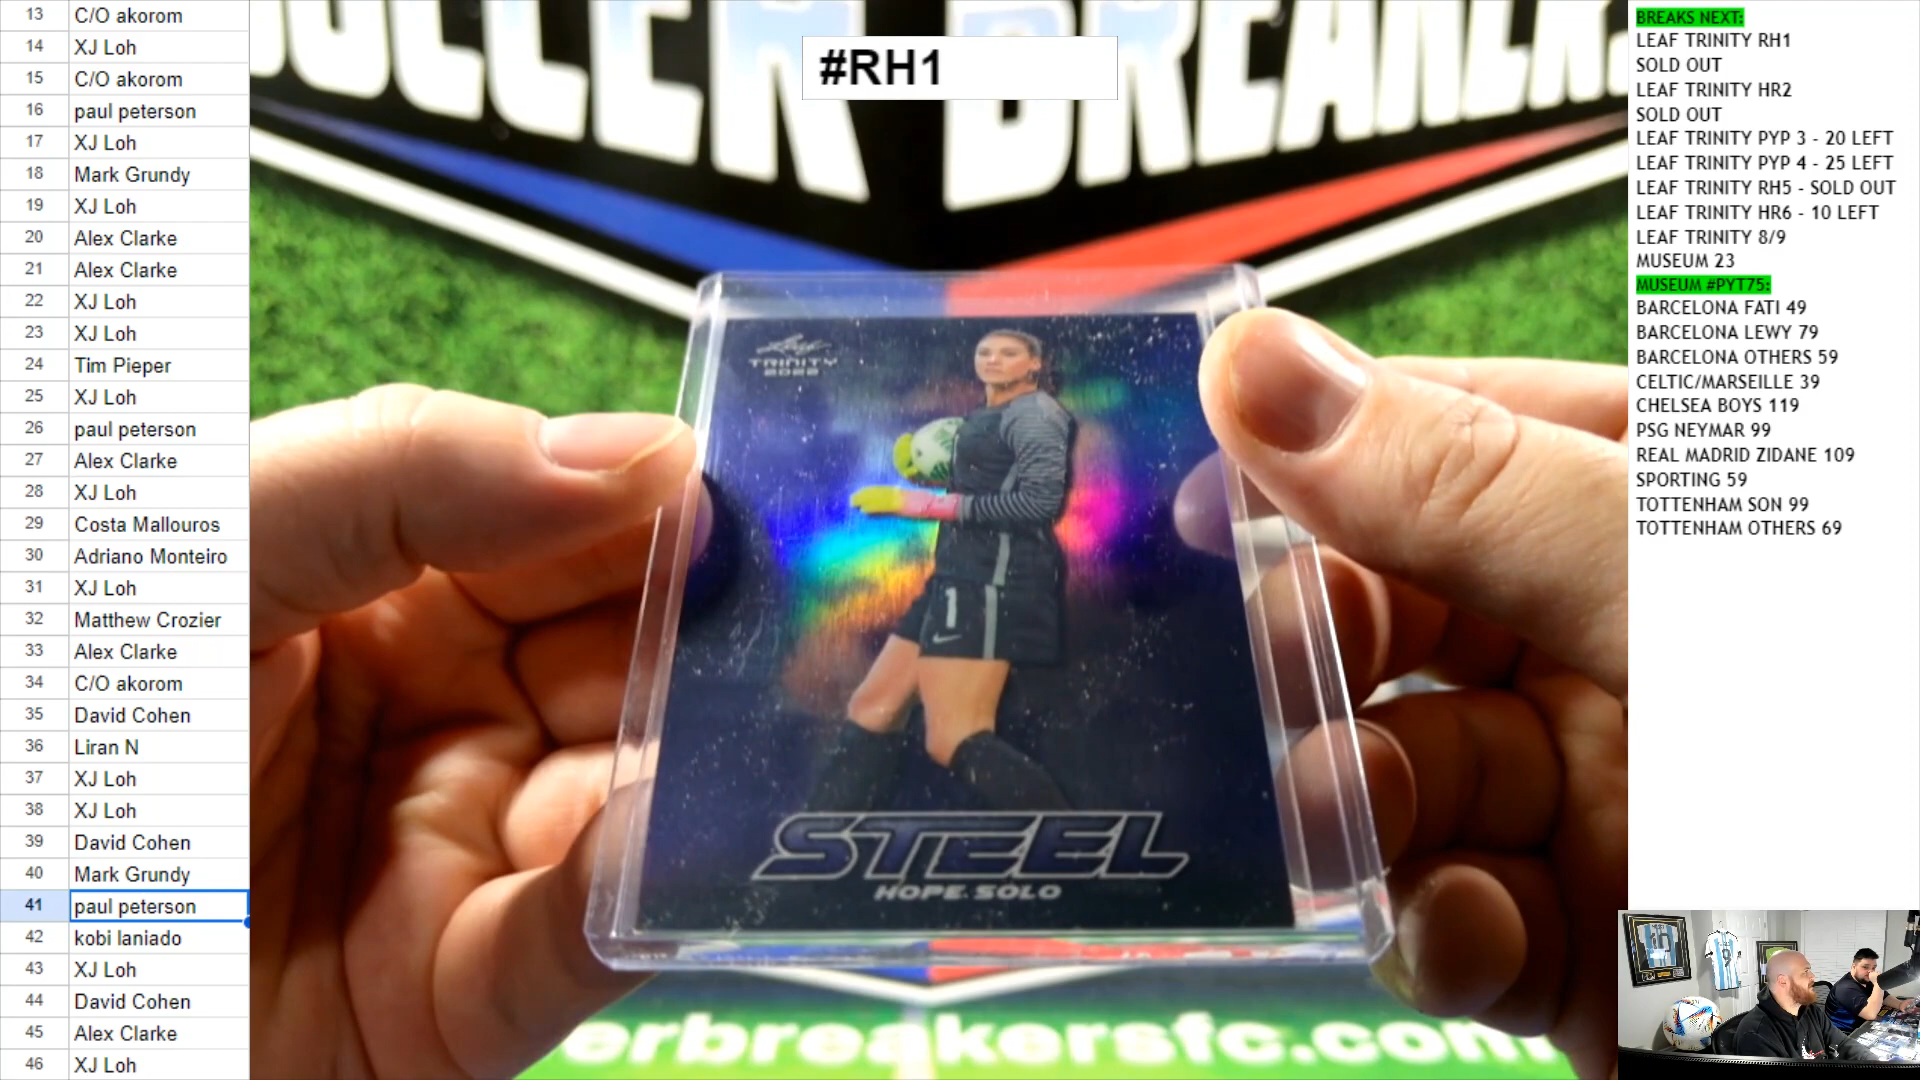 13 C/O akorom
14 XJ Loh
15 C/O akorom
16 paul peterson
17 XJ Loh
18 Mark Grundy
19 XJ Loh
20 Alex Clarke
21 Alex Clarke
22 XJ Loh
23 XJ Loh
24 Tim Pieper
25 XJ Loh
26 paul peterson
27 Alex Clarke
28 XJ Loh
29 Costa Mallouros
30 Adriano Monteiro
31 XJ Loh
32 Matthew Crozier
33 Alex Clarke
34 C/O akorom
35 David Cohen
36 Liran N
37 XJ Loh
38 XJ Loh
39 David Cohen
40 Mark Grundy
41 paul peterson
42 kobi laniado
43 XJ Loh
44 David Cohen
45 Alex Clarke
46 XJ Loh
SOCCER BREAKERS
#RH1
Leaf
TRINITY
2022
1
STEEL
HOPE SOLO
erbreakersfc.com
BREAKS NEXT:
LEAF TRINITY RH1
SOLD OUT
LEAF TRINITY HR2
SOLD OUT
LEAF TRINITY PYP 3 - 20 LEFT
LEAF TRINITY PYP 4 - 25 LEFT
LEAF TRINITY RH5 - SOLD OUT
LEAF TRINITY HR6 - 10 LEFT
LEAF TRINITY 8/9
MUSEUM 23
MUSEUM #PYT75:
BARCELONA FATI 49
BARCELONA LEWY 79
BARCELONA OTHERS 59
CELTIC/MARSEILLE 39
CHELSEA BOYS 119
PSG NEYMAR 99
REAL MADRID ZIDANE 109
SPORTING 59
TOTTENHAM SON 99
TOTTENHAM OTHERS 69
10
9